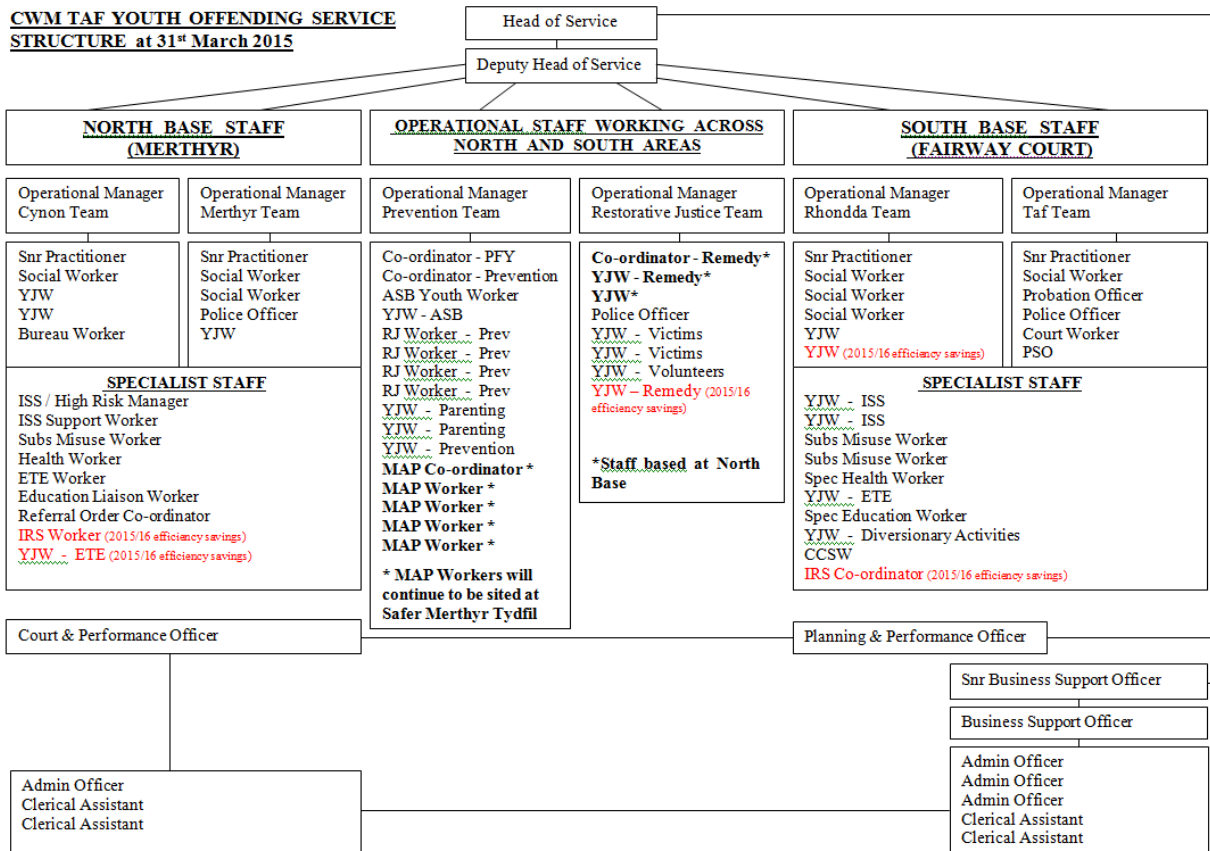 CWM TAF YOUTH OFFENDING SERVICE
STRUCTURE at 31st March 2015
Head of Service
Deputy Head of Service
NORTH BASE STAFF
(MERTHYR)
OPERATIONAL STAFF WORKING ACROSS
NORTH AND SOUTH AREAS
SOUTH BASE STAFF
(FAIRWAY COURT)
Operational Manager
Cynon Team
Operational Manager
Merthyr Team
Operational Manager
Prevention Team
Operational Manager
Restorative Justice Team
Operational Manager
Rhondda Team
Operational Manager
Taf Team
Snr Practitioner
Social Worker
YJW
YJW
Bureau Worker
Snr Practitioner
Social Worker
Social Worker
Police Officer
YJW
SPECIALIST STAFF
ISS / High Risk Manager
ISS Support Worker
Subs Misuse Worker
Health Worker
ETE Worker
Education Liaison Worker
Referral Order Co-ordinator
IRS Worker (2015/16 efficiency savings)
YJW - ETE (2015/16 efficiency savings)
Co-ordinator - PFY
Co-ordinator - Prevention
ASB Youth Worker
YJW - ASB
RJ Worker - Prev
RJ Worker - Prev
RJ Worker - Prev
RJ Worker - Prev
YJW - Parenting
YJW - Parenting
YJW - Prevention
MAP Co-ordinator *
MAP Worker *
MAP Worker *
MAP Worker *
MAP Worker *
* MAP Workers will
continue to be sited at
Safer Merthyr Tydfil
Co-ordinator - Remedy*
YJW - Remedy*
YJW*
Police Officer
YJW - Victims
YJW - Victims
YJW - Volunteers
YJW – Remedy (2015/16
efficiency savings)
*Staff based at North
Base
Snr Practitioner
Social Worker
Social Worker
Social Worker
YJW
YJW (2015/16 efficiency savings)
Snr Practitioner
Social Worker
Probation Officer
Police Officer
Court Worker
PSO
SPECIALIST STAFF
YJW - ISS
YJW - ISS
Subs Misuse Worker
Subs Misuse Worker
Spec Health Worker
YJW - ETE
Spec Education Worker
YJW - Diversionary Activities
CCSW
IRS Co-ordinator (2015/16 efficiency savings)
Court & Performance Officer
Planning & Performance Officer
Snr Business Support Officer
Business Support Officer
Admin Officer
Clerical Assistant
Clerical Assistant
Admin Officer
Admin Officer
Admin Officer
Clerical Assistant
Clerical Assistant